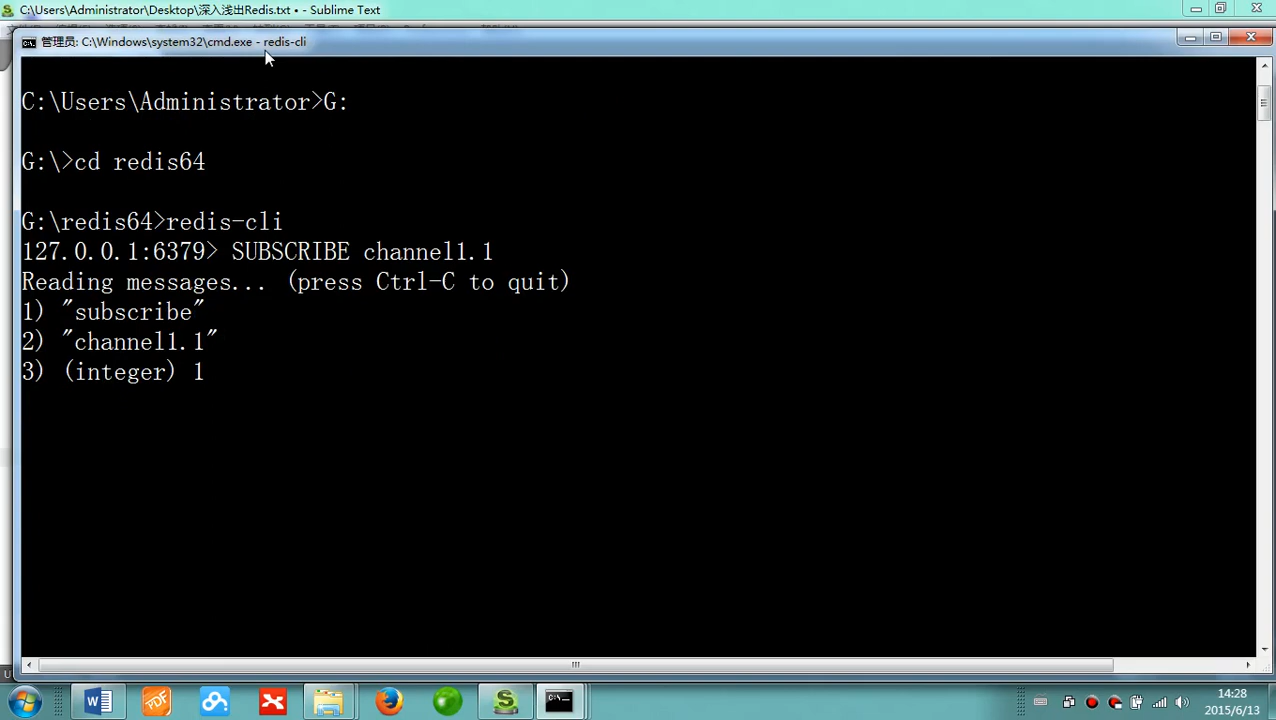 C:\Users\Administrator\Desktop\深入浅出Redis.txt • - Sublime Text
管理员: C:\Windows\system32\cmd.exe - redis-cli
C:\Users\Administrator>G:
G:\>cd redis64
G:\redis64>redis-cli
127.0.0.1:6379> SUBSCRIBE channel1.1
Reading messages... (press Ctrl-C to quit)
1) "subscribe"
2) "channel1.1"
3) (integer) 1
14:28
2015/6/13